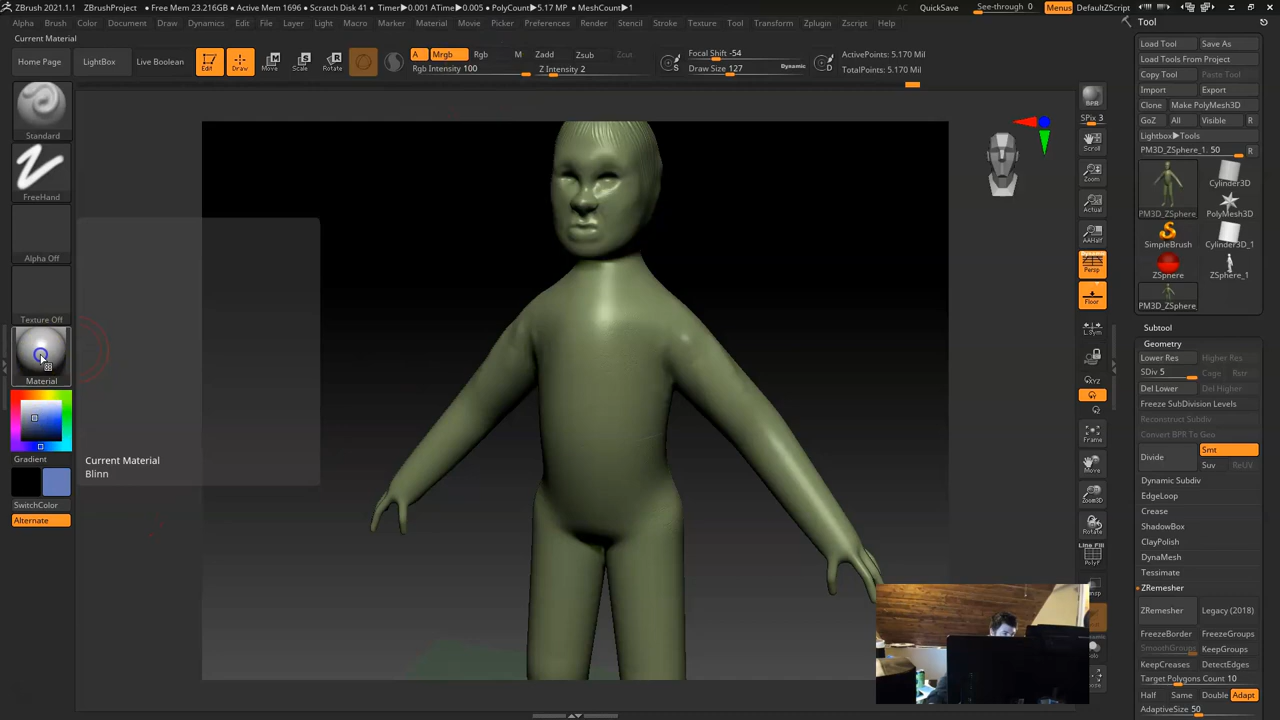 ZBrush 2021.1.1 ZBrushProject • Free Mem 23.216GB • Active Mem 1696 • Scratch Disk 41 • Timer▶0.001 ATime▶0.005 • PolyCount▶5.17 MP • MeshCount▶1 AC QuickSave See-through 0 Menus DefaultZScript
Alpha Brush Color Document Draw Dynamics Edit File Layer Light Macro Marker Material Movie Picker Preferences Render Stencil Stroke Texture Tool Transform Zplugin Zscript Help
Current Material
Home Page
LightBox
Live Boolean
Edit
Draw
Move
Scale
Rotate
A Mrgb Rgb M Zadd Zsub Zcut
Rgb Intensity 100 Z Intensity 2
Focal Shift -54
Draw Size 127 Dynamic
S
D
ActivePoints: 5.170 Mil
TotalPoints: 5.170 Mil
Standard
FreeHand
Alpha Off
Texture Off
Material
Gradient
SwitchColor
Alternate
Current Material
Blinn
BPR
SPix 3
Scroll
Zoom
Actual
AAHalf
Dynamic
Persp
Floor
L.Sym
XYZ
Frame
Move
Zoom3D
Rotate
Line Fill
PolyF
Tool
Load Tool Save As
Load Tools From Project
Copy Tool Paste Tool
Import Export
Clone Make PolyMesh3D
GoZ All Visible R
Lightbox▶Tools
PM3D_ZSphere_1. 50 R
PM3D_ZSphere_
Cylinder3D
PolyMesh3D
SimpleBrush
Cylinder3D_1
ZSphere
ZSphere_1
PM3D_ZSphere_
Subtool
Geometry
Lower Res Higher Res
SDiv 5 Cage Rstr
Del Lower Del Higher
Freeze SubDivision Levels
Reconstruct Subdiv
Convert BPR To Geo
Divide Smt
Suv ReUV
Dynamic Subdiv
EdgeLoop
Crease
ShadowBox
ClayPolish
DynaMesh
Tessimate
ZRemesher
ZRemesher Legacy (2018)
FreezeBorder FreezeGroups
SmoothGroups KeepGroups
KeepCreases DetectEdges
Target Polygons Count 10
Half Same Double Adapt
AdaptiveSize 50